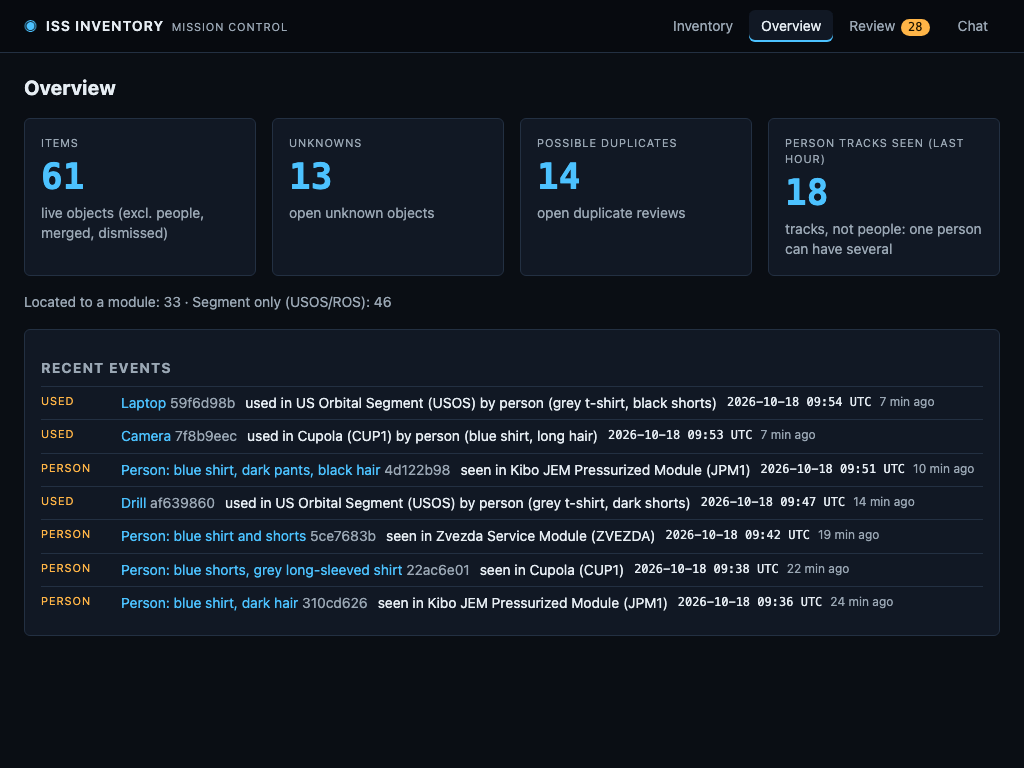 ISS INVENTORY MISSION CONTROL Inventory Overview Review 28 Chat
Overview
ITEMS
61
live objects (excl. people,
merged, dismissed)
UNKNOWNS
13
open unknown objects
POSSIBLE DUPLICATES
14
open duplicate reviews
PERSON TRACKS SEEN (LAST
HOUR)
18
tracks, not people: one person
can have several
Located to a module: 33 · Segment only (USOS/ROS): 46
RECENT EVENTS
USED Laptop 59f6d98b used in US Orbital Segment (USOS) by person (grey t-shirt, black shorts) 2026-10-18 09:54 UTC 7 min ago
USED Camera 7f8b9eec used in Cupola (CUP1) by person (blue shirt, long hair) 2026-10-18 09:53 UTC 7 min ago
PERSON Person: blue shirt, dark pants, black hair 4d122b98 seen in Kibo JEM Pressurized Module (JPM1) 2026-10-18 09:51 UTC 10 min ago
USED Drill af639860 used in US Orbital Segment (USOS) by person (grey t-shirt, dark shorts) 2026-10-18 09:47 UTC 14 min ago
PERSON Person: blue shirt and shorts 5ce7683b seen in Zvezda Service Module (ZVEZDA) 2026-10-18 09:42 UTC 19 min ago
PERSON Person: blue shorts, grey long-sleeved shirt 22ac6e01 seen in Cupola (CUP1) 2026-10-18 09:38 UTC 22 min ago
PERSON Person: blue shirt, dark hair 310cd626 seen in Kibo JEM Pressurized Module (JPM1) 2026-10-18 09:36 UTC 24 min ago